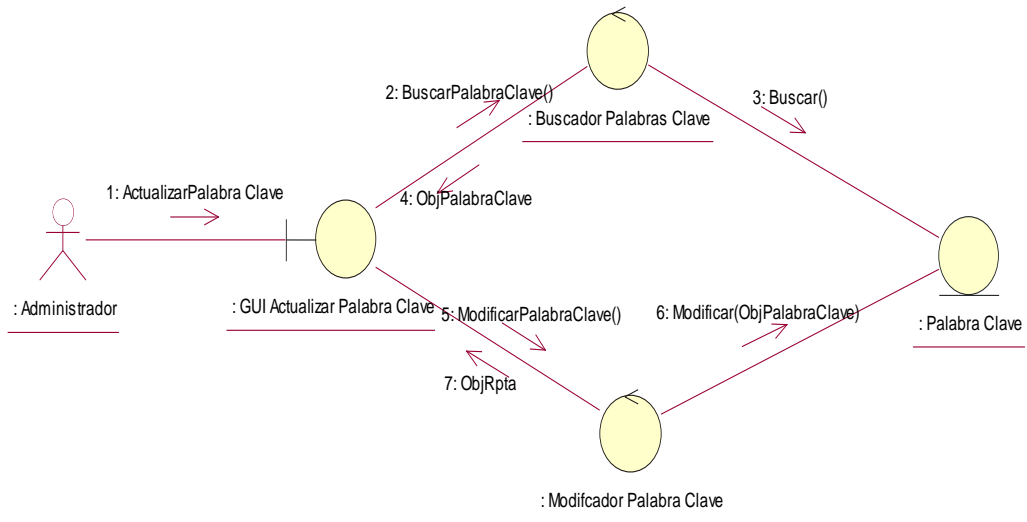 2: BuscarPalabraClave()
3: Buscar()
: Buscador Palabras Clave
1: ActualizarPalabra Clave
4: ObjPalabraClave
: Administrador
: GUI Actualizar Palabra Clave
5: ModificarPalabraClave()
6: Modificar(ObjPalabraClave)
: Palabra Clave
7: ObjRpta
: Modifcador Palabra Clave